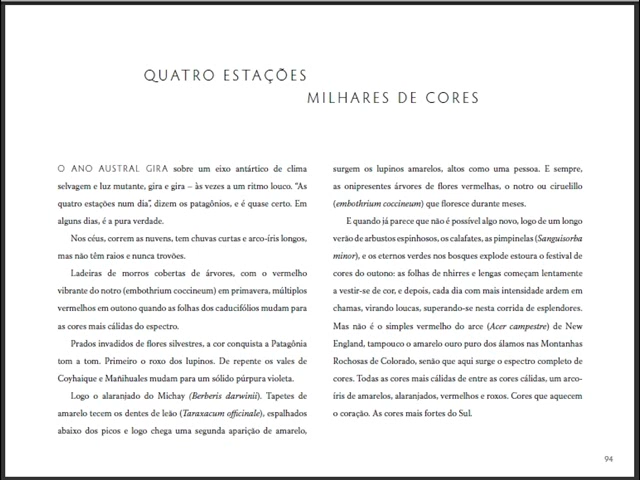 QUATRO ESTAÇÕES
MILHARES DE CORES
O ANO AUSTRAL GIRA sobre um eixo antártico de clima
selvagem e luz mutante, gira e gira – às vezes a um ritmo louco. “As
quatro estações num dia”, dizem os patagônios, e é quase certo. Em
alguns dias, é a pura verdade.
Nos céus, correm as nuvens, tem chuvas curtas e arco-íris longos,
mas não têm raios e nunca trovões.
Ladeiras de morros cobertas de árvores, com o vermelho
vibrante do notro (embothrium coccineum) em primavera, múltiplos
vermelhos em outono quando as folhas dos caducifólios mudam para
as cores mais cálidas do espectro.
Prados invadidos de flores silvestres, a cor conquista a Patagônia
tom a tom. Primeiro o roxo dos lupinos. De repente os vales de
Coyhaique e Mañihuales mudam para um sólido púrpura violeta.
Logo o alaranjado do Michay (Berberis darwinii). Tapetes de
amarelo tecem os dentes de leão (Taraxacum officinale), espalhados
abaixo dos picos e logo chega uma segunda aparição de amarelo,
surgem os lupinos amarelos, altos como uma pessoa. E sempre,
as onipresentes árvores de flores vermelhas, o notro ou ciruelillo
(embothrium coccineum) que floresce durante meses.
E quando já parece que não é possível algo novo, logo de um longo
verão de arbustos espinhosos, os calafates, as pimpinelas (Sanguisorba
minor), e os eternos verdes nos bosques explode estoura o festival de
cores do outono: as folhas de nhirres e lengas começam lentamente
a vestir-se de cor, e depois, cada dia com mais intensidade ardem em
chamas, virando loucas, superando-se nesta corrida de esplendores.
Mas não é o simples vermelho do arce (Acer campestre) de New
England, tampouco o amarelo ouro puro dos álamos nas Montanhas
Rochosas de Colorado, senão que aqui surge o espectro completo de
cores. Todas as cores mais cálidas de entre as cores cálidas, um arco-
íris de amarelos, alaranjados, vermelhos e roxos. Cores que aquecem
o coração. As cores mais fortes do Sul.
94